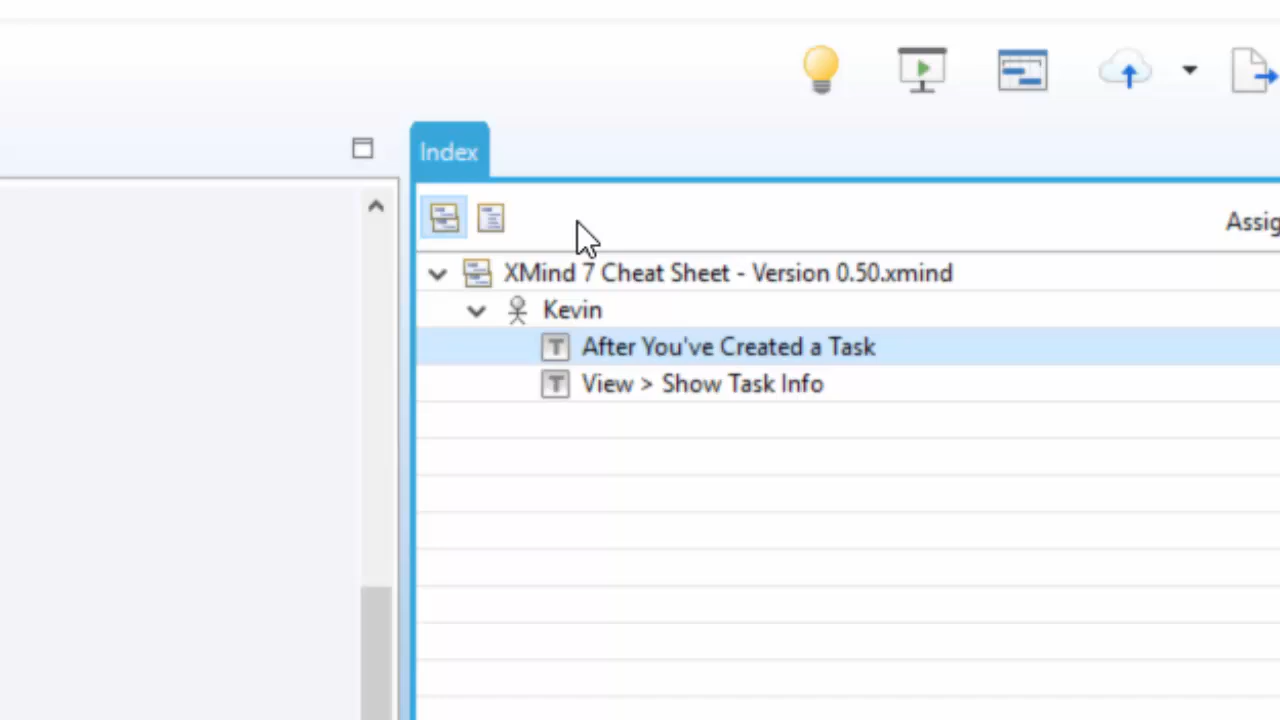 Index
XMind 7 Cheat Sheet - Version 0.50.xmind
Kevin
After You've Created a Task
View > Show Task Info